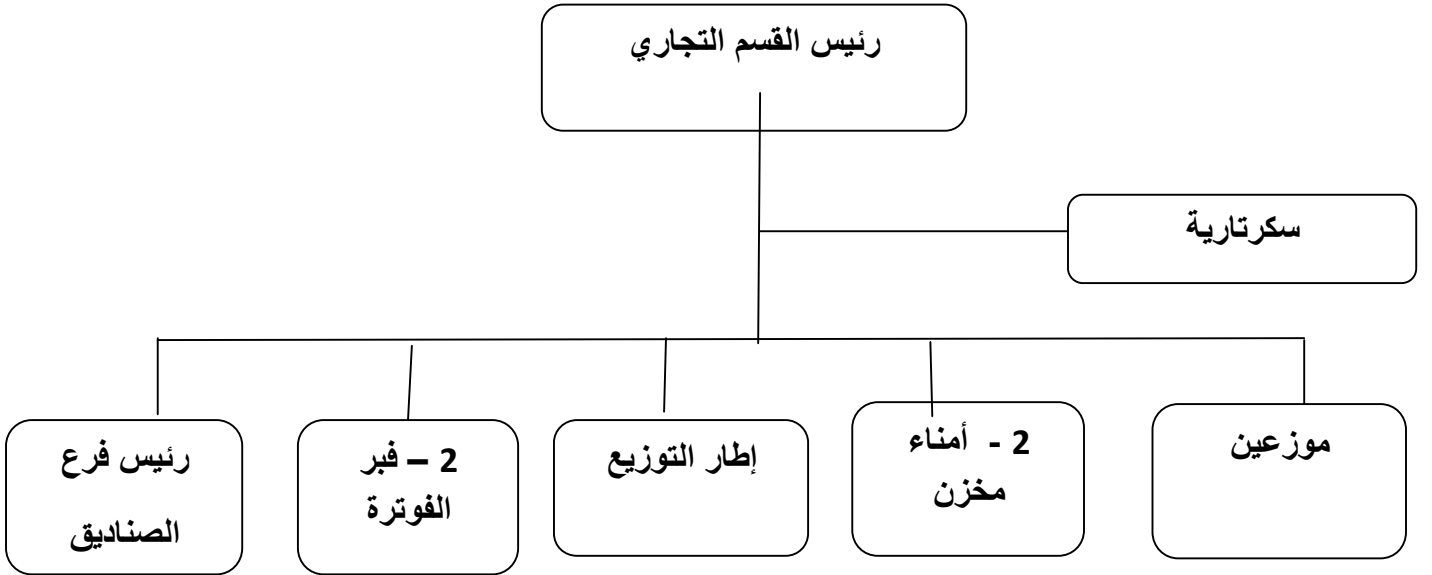 رئيس القسم التجاري
سكرتارية
موزعين
2 - أمناء
مخزن
إطار التوزيع
2 – فبر
الفوترة
رئيس فرع
الصناديق